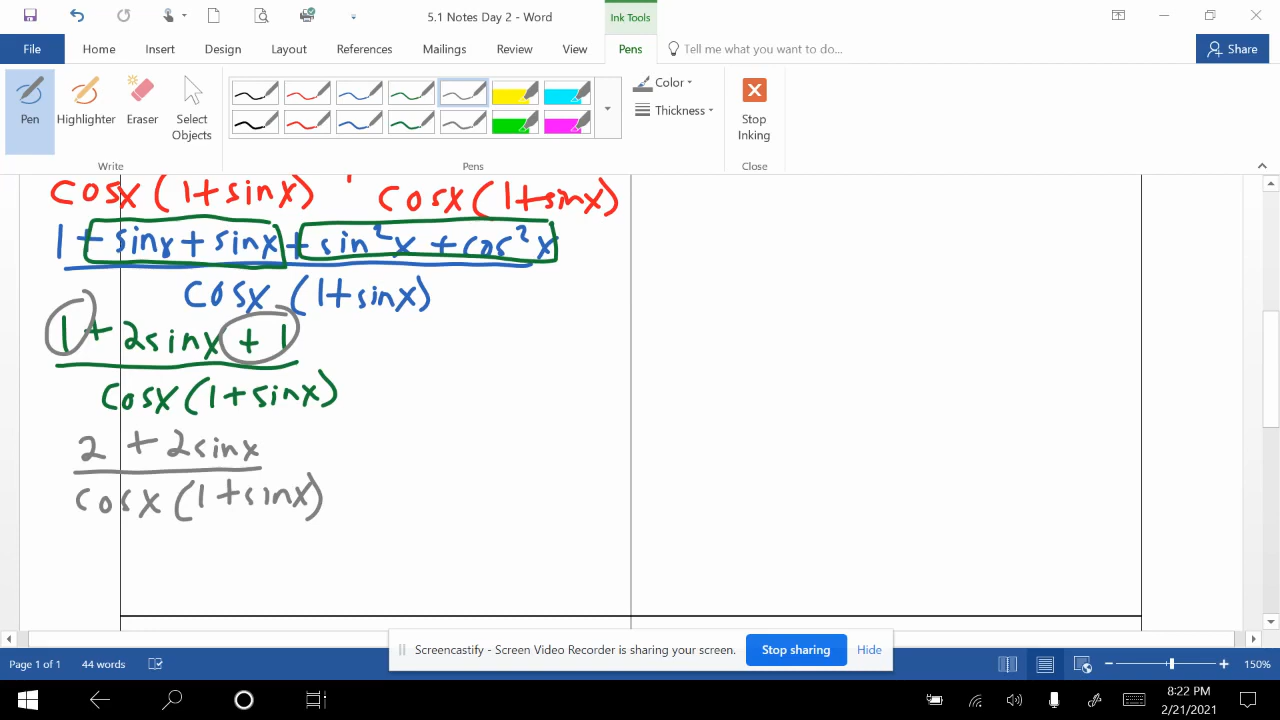 5.1 Notes Day 2 - Word
Ink Tools
File Home Insert Design Layout References Mailings Review View Pens Tell me what you want to do... Share
Pen Highlighter Eraser Select Objects
Color
Thickness
Stop Inking
Write Pens Close
cosx (1+sinx) cosx (1+sinx)
1 + sinx + sinx + sin²x + cos²x
cosx (1+sinx)
1 + 2sinx + 1
cosx (1+sinx)
2 + 2sinx
cosx (1+sinx)
Screencastify - Screen Video Recorder is sharing your screen. Stop sharing Hide
Page 1 of 1 44 words 150%
8:22 PM
2/21/2021